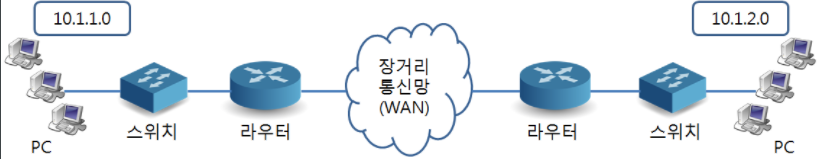 10.1.1.0
10.1.2.0
장거리
통신망
(WAN)
PC
스위치
라우터
라우터
스위치
PC